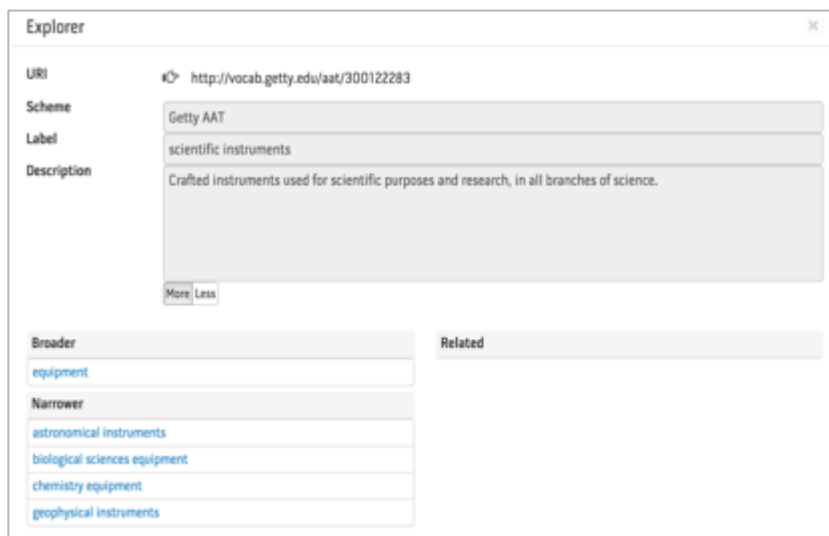 Explorer
×
URI http://vocab.getty.edu/aat/300122283
Scheme Getty AAT
Label scientific instruments
Description Crafted instruments used for scientific purposes and research, in all branches of science.
More Less
Broader
equipment
Narrower
astronomical instruments
biological sciences equipment
chemistry equipment
geophysical instruments
Related